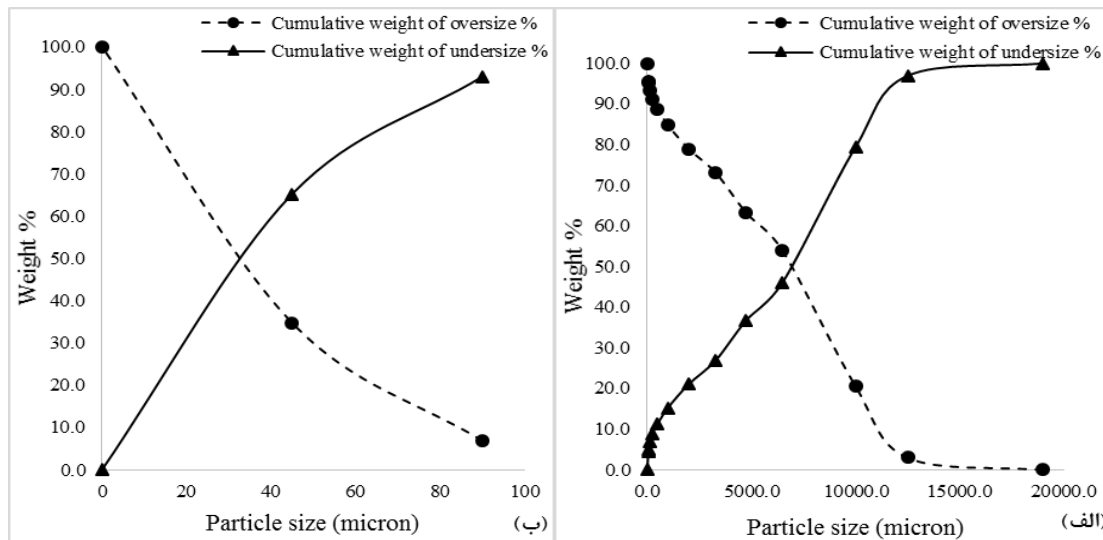 Cumulative weight of oversize %
Cumulative weight of undersize %
100.0
90.0
80.0
70.0
60.0
50.0
40.0
30.0
20.0
10.0
0.0
Weight %
0 20 40 60 80 100
Particle size (micron)
(ب)
Cumulative weight of oversize %
Cumulative weight of undersize %
100.0
90.0
80.0
70.0
60.0
50.0
40.0
30.0
20.0
10.0
0.0
Weight %
0.0 5000.0 10000.0 15000.0 20000.0
Particle size (micron)
(الف)